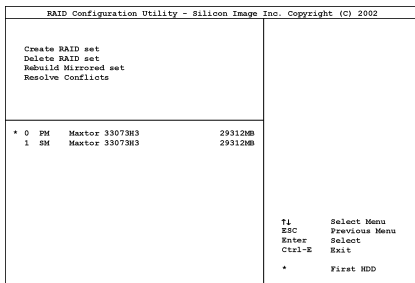 RAID Configuration Utility - Silicon Image Inc. Copyright (C) 2002
Create RAID set
Delete RAID set
Rebuild Mirrored set
Resolve Conflicts
* 0 PM Maxtor 33073H3 29312MB
1 SM Maxtor 33073H3 29312MB
↑↓ Select Menu
ESC Previous Menu
Enter Select
Ctrl-E Exit
* First HDD